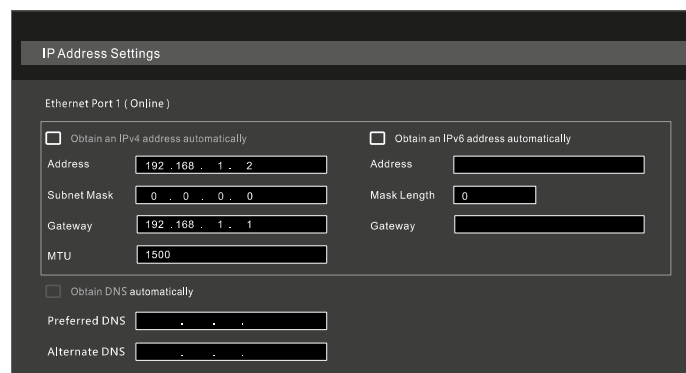 IP Address Settings
Ethernet Port 1 ( Online )
Obtain an IPv4 address automatically
Obtain an IPv6 address automatically
Address 192 . 168 . 1 . 2
Address
Subnet Mask 0 . 0 . 0 . 0
Mask Length 0
Gateway 192 . 168 . 1 . 1
Gateway
MTU 1500
Obtain DNS automatically
Preferred DNS . . .
Alternate DNS . . .